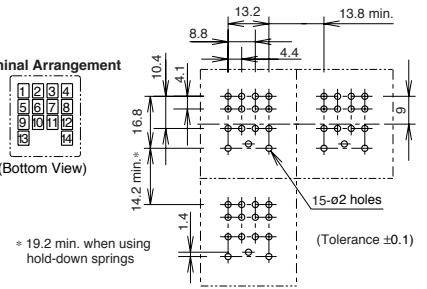 13.2
13.8 min.
8.8
4.4
minal Arrangement
1 2 3 4
5 6 7 8
9 10 11 12
13 14
(Bottom View)
10.4
4.1
16.8
9
14.2 min.*
1.4
15-ø2 holes
(Tolerance ±0.1)
* 19.2 min. when using
hold-down springs